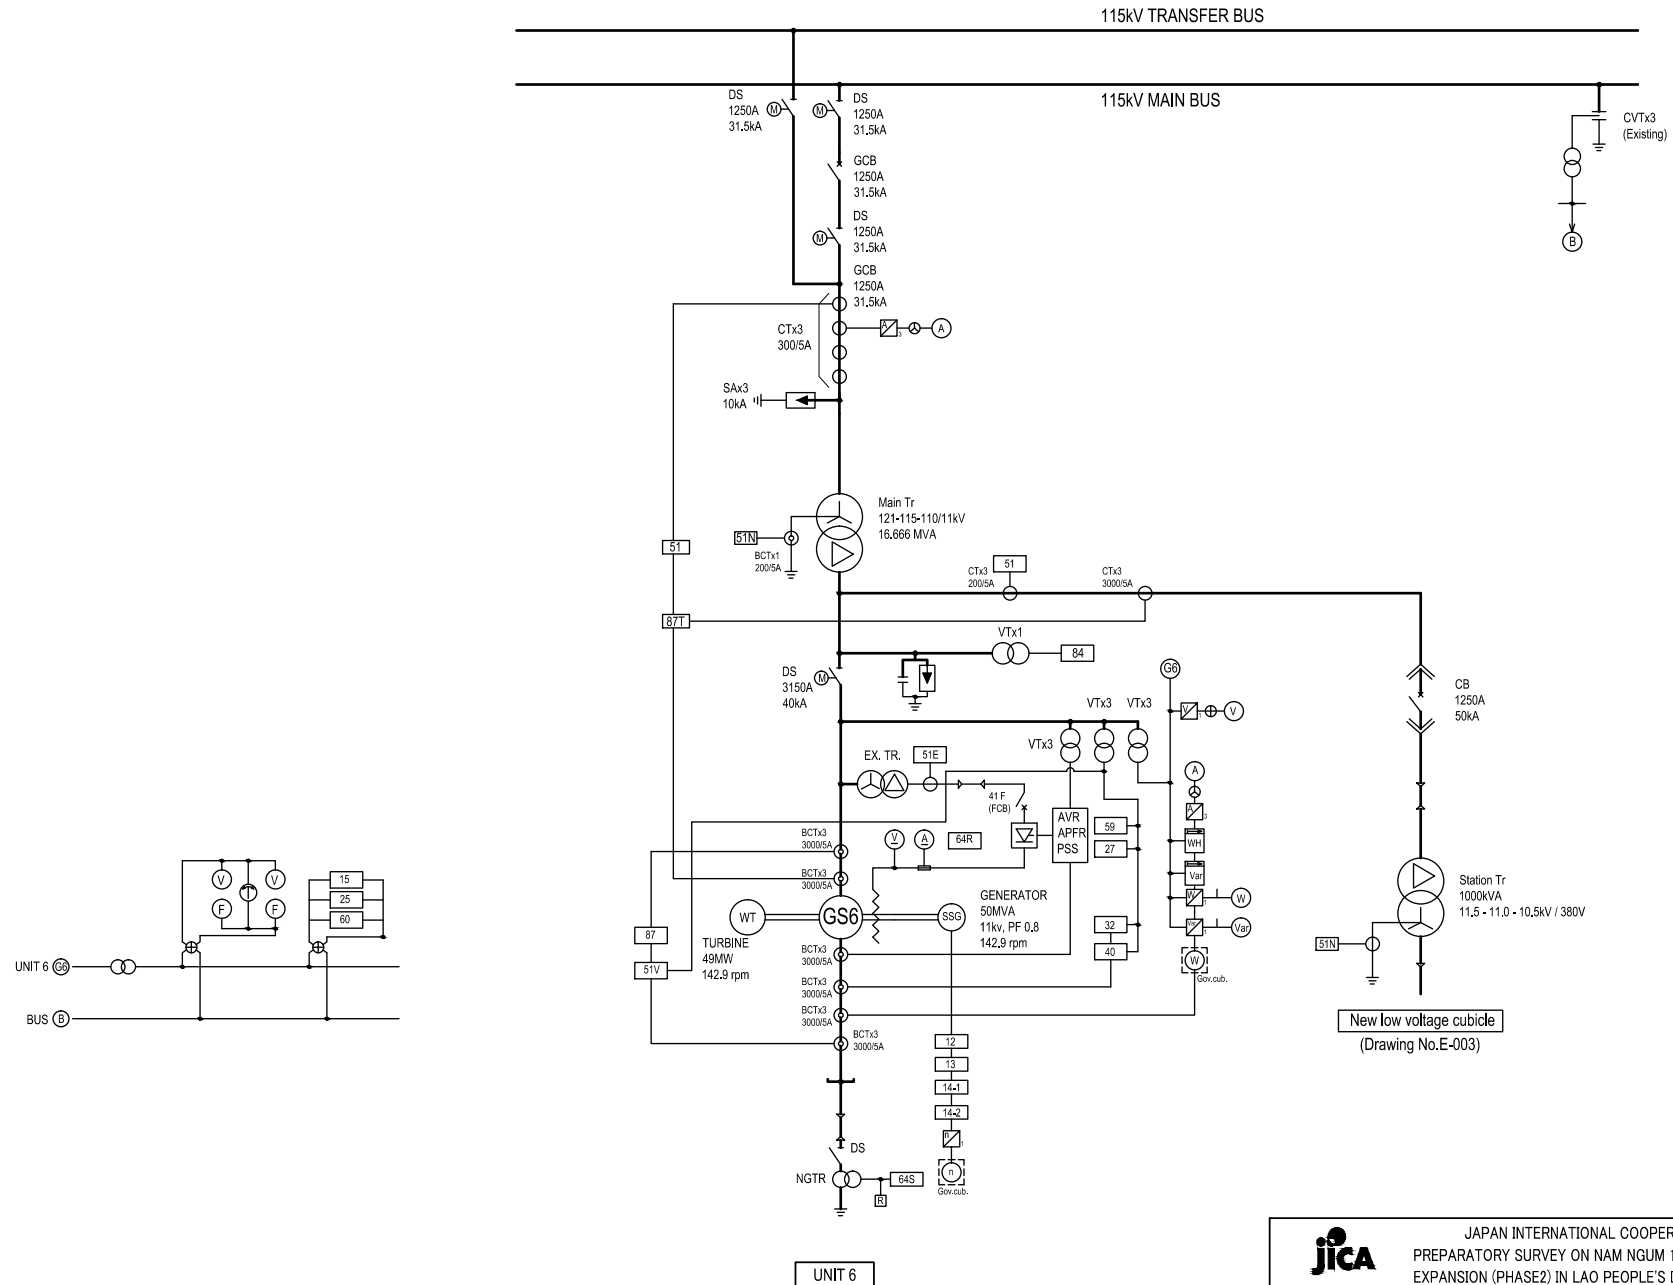 115kV TRANSFER BUS
115kV MAIN BUS
DS
1250A
31.5kA
M
DS
1250A
31.5kA
M
CVTx3
(Existing)
GCB
1250A
31.5kA
DS
1250A
31.5kA
M
B
GCB
1250A
31.5kA
CTx3
300/5A
A
3
A
SAx3
10kA
Main Tr
121-115-110/11kV
16.666 MVA
51N
BCTx1
200/5A
51
CTx3
200/5A
51
CTx3
3000/5A
87T
VTx1
84
DS
3150A
40kA
M
G6
CB
1250A
50kA
VTx3
VTx3
VTx3
V
1
V
EX. TR.
51E
41 F
(FCB)
A
A
3
AVR
APFR
PSS
59
27
V
A
64R
WH
Var
BCTx3
3000/5A
BCTx3
3000/5A
W
1
W
Var
1
Var
WT
GS6
SSG
TURBINE
49MW
142.9 rpm
GENERATOR
50MVA
11kv, PF 0.8
142.9 rpm
32
40
W
Gov.cub.
87
51V
BCTx3
3000/5A
BCTx3
3000/5A
BCTx3
3000/5A
BCTx3
3000/5A
Station Tr
1000kVA
11.5 - 11.0 - 10.5kV / 380V
51N
New low voltage cubicle
(Drawing No.E-003)
V
V
F
F
15
25
60
UNIT 6
G6
BUS
B
12
13
14-1
14-2
n
1
n
Gov.cub.
DS
NGTR
64S
R
UNIT 6
jICA
JAPAN INTERNATIONAL COOPER
PREPARATORY SURVEY ON NAM NGUM 1
EXPANSION (PHASE2) IN LAO PEOPLE'S